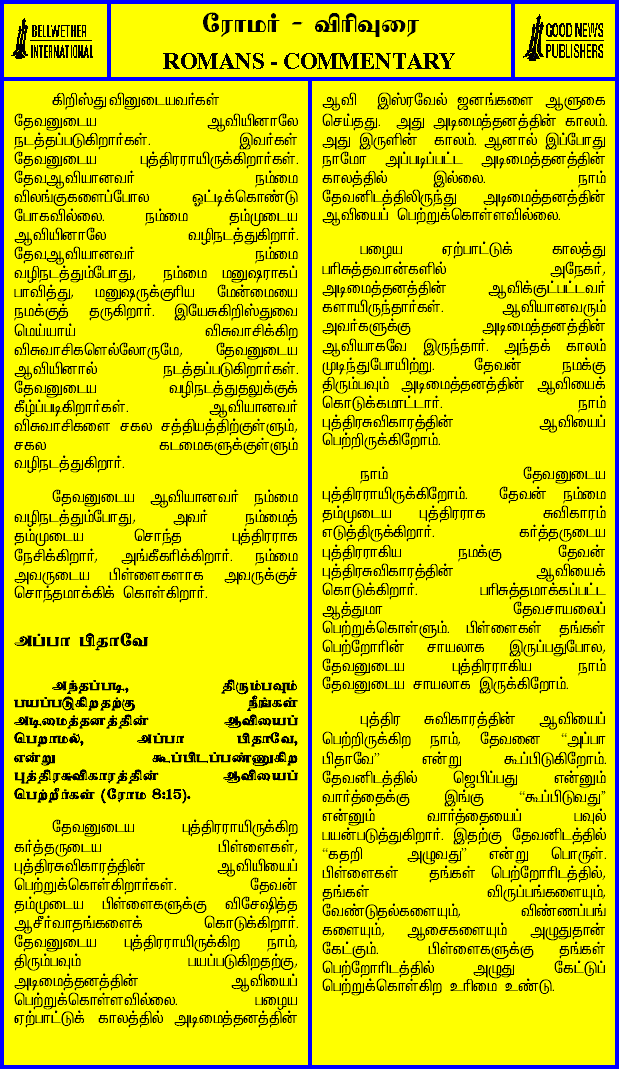 BELLWETHER
INTERNATIONAL
ரோமர் - விரிவுரை
ROMANS - COMMENTARY
GOOD NEWS
PUBLISHERS
கிறிஸ்துவினுடையவர்கள்
தேவனுடைய ஆவியினாலே
நடத்தப்படுகிறார்கள். இவர்கள்
தேவனுடைய புத்திரராயிருக்கிறார்கள்.
தேவஆவியானவர் நம்மை
விலங்குகளைப்போல ஓட்டிக்கொண்டு
போகவில்லை. நம்மை தம்முடைய
ஆவியினாலே வழிநடத்துகிறார்.
தேவஆவியானவர் நம்மை
வழிநடத்தும்போது, நம்மை மனுஷராகப்
பாவித்து, மனுஷருக்குரிய மேன்மையை
நமக்குத் தருகிறார். இயேசுகிறிஸ்துவை
மெய்யாய் விசுவாசிக்கிற
விசுவாசிகளெல்லோருமே, தேவனுடைய
ஆவியினால் நடத்தப்படுகிறார்கள்.
தேவனுடைய வழிநடத்துதலுக்குக்
கீழ்ப்படிகிறார்கள். ஆவியானவர்
விசுவாசிகளை சகல சத்தியத்திற்குள்ளும்,
சகல கடமைகளுக்குள்ளும்
வழிநடத்துகிறார்.
தேவனுடைய ஆவியானவர் நம்மை
வழிநடத்தும்போது, அவர் நம்மைத்
தம்முடைய சொந்த புத்திரராக
நேசிக்கிறார், அங்கீகரிக்கிறார். நம்மை
அவருடைய பிள்ளைகளாக அவருக்குச்
சொந்தமாக்கிக் கொள்கிறார்.
அப்பா பிதாவே
அந்தப்படி, திரும்பவும்
பயப்படுகிறதற்கு நீங்கள்
அடிமைத்தனத்தின் ஆவியைப்
பெறாமல், அப்பா பிதாவே,
என்று கூப்பிடப்பண்ணுகிற
புத்திரசுவிகாரத்தின் ஆவியைப்
பெற்றீர்கள் (ரோம 8:15).
தேவனுடைய புத்திரராயிருக்கிற
கர்த்தருடைய பிள்ளைகள்,
புத்திரசுவிகாரத்தின் ஆவியியைப்
பெற்றுக்கொள்கிறார்கள். தேவன்
தம்முடைய பிள்ளைகளுக்கு விசேஷித்த
ஆசீர்வாதங்களைக் கொடுக்கிறார்.
தேவனுடைய புத்திரராயிருக்கிற நாம்,
திரும்பவும் பயப்படுகிறதற்கு,
அடிமைத்தனத்தின் ஆவியைப்
பெற்றுக்கொள்ளவில்லை. பழைய
ஏற்பாட்டுக் காலத்தில் அடிமைத்தனத்தின்
ஆவி இஸ்ரவேல் ஜனங்களை ஆளுகை
செய்தது. அது அடிமைத்தனத்தின் காலம்.
அது இருளின் காலம். ஆனால் இப்போது
நாமோ அப்படிப்பட்ட அடிமைத்தனத்தின்
காலத்தில் இல்லை. நாம்
தேவனிடத்திலிருந்து அடிமைத்தனத்தின்
ஆவியைப் பெற்றுக்கொள்ளவில்லை.
பழைய ஏற்பாட்டுக் காலத்து
பரிசுத்தவான்களில் அநேகர்,
அடிமைத்தனத்தின் ஆவிக்குட்பட்டவர்
களாயிருந்தார்கள். ஆவியானவரும்
அவர்களுக்கு அடிமைத்தனத்தின்
ஆவியாகவே இருந்தார். அந்தக் காலம்
முடிந்துபோயிற்று. தேவன் நமக்கு
திரும்பவும் அடிமைத்தனத்தின் ஆவியைக்
கொடுக்கமாட்டார். நாம்
புத்திரசுவிகாரத்தின் ஆவியைப்
பெற்றிருக்கிறோம்.
நாம் தேவனுடைய
புத்திரராயிருக்கிறோம். தேவன் நம்மை
தம்முடைய புத்திரராக சுவிகாரம்
எடுத்திருக்கிறார். கர்த்தருடைய
புத்திரராகிய நமக்கு தேவன்
புத்திரசுவிகாரத்தின் ஆவியைக்
கொடுக்கிறார். பரிசுத்தமாக்கப்பட்ட
ஆத்துமா தேவசாயலைப்
பெற்றுக்கொள்ளும். பிள்ளைகள் தங்கள்
பெற்றோரின் சாயலாக இருப்பதுபோல,
தேவனுடைய புத்திரராகிய நாம்
தேவனுடைய சாயலாக இருக்கிறோம்.
புத்திர சுவிகாரத்தின் ஆவியைப்
பெற்றிருக்கிற நாம், தேவனை “அப்பா
பிதாவே” என்று கூப்பிடுகிறோம்.
தேவனிடத்தில் ஜெபிப்பது என்னும்
வார்த்தைக்கு இங்கு “கூப்பிடுவது”
என்னும் வார்த்தையைப் பவுல்
பயன்படுத்துகிறார். இதற்கு தேவனிடத்தில்
“கதறி அழுவது” என்று பொருள்.
பிள்ளைகள் தங்கள் பெற்றோரிடத்தில்,
தங்கள் விருப்பங்களையும்,
வேண்டுதல்களையும், விண்ணப்பங்
களையும், ஆசைகளையும் அழுதுதான்
கேட்கும். பிள்ளைகளுக்கு தங்கள்
பெற்றோரிடத்தில் அழுது கேட்டுப்
பெற்றுக்கொள்கிற உரிமை உண்டு.